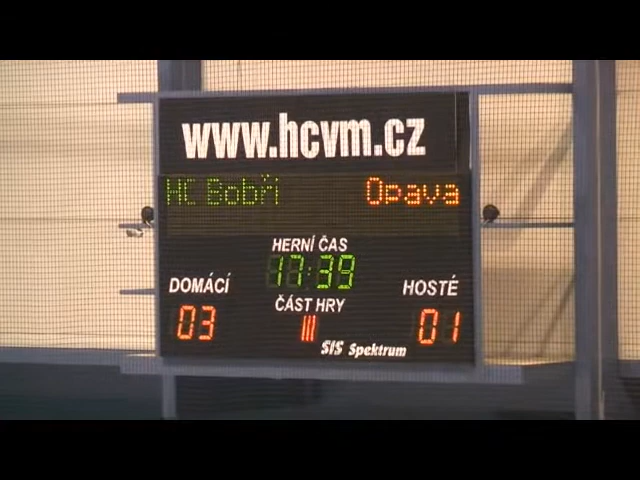 www.hcvm.cz
HC Bobři Opava
HERNÍ ČAS
17:39
DOMÁCÍ HOSTÉ
ČÁST HRY
03 III 01
SIS Spektrum